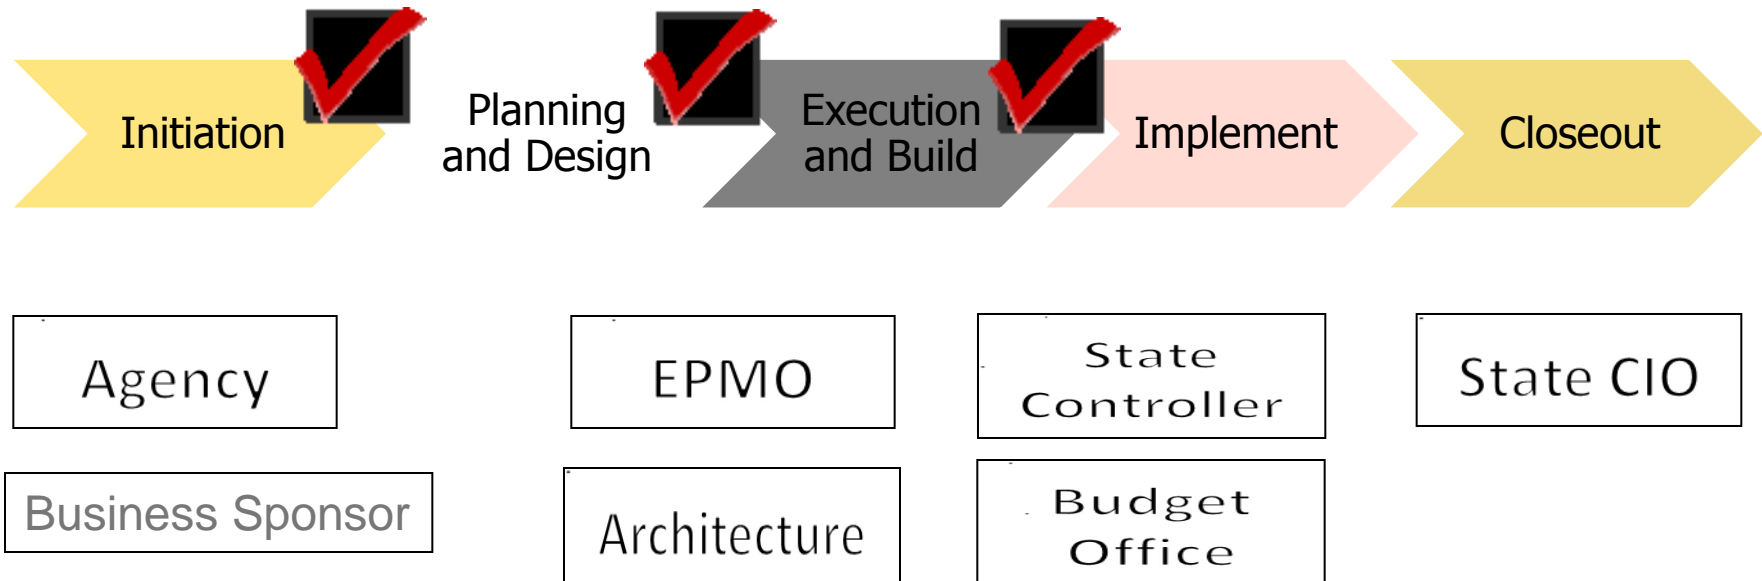 Initiation
Planning
and Design
Execution
and Build
Implement
Closeout
Agency
EPMO
State
Controller
State CIO
Business Sponsor
Architecture
Budget
Office